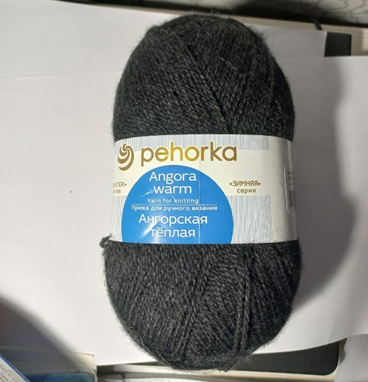 pehorka
Angora
warm
Yarn for knitting
Пряжа для ручного вязания
Ангорская
тёплая
«ЗИМНЯЯ»
серия